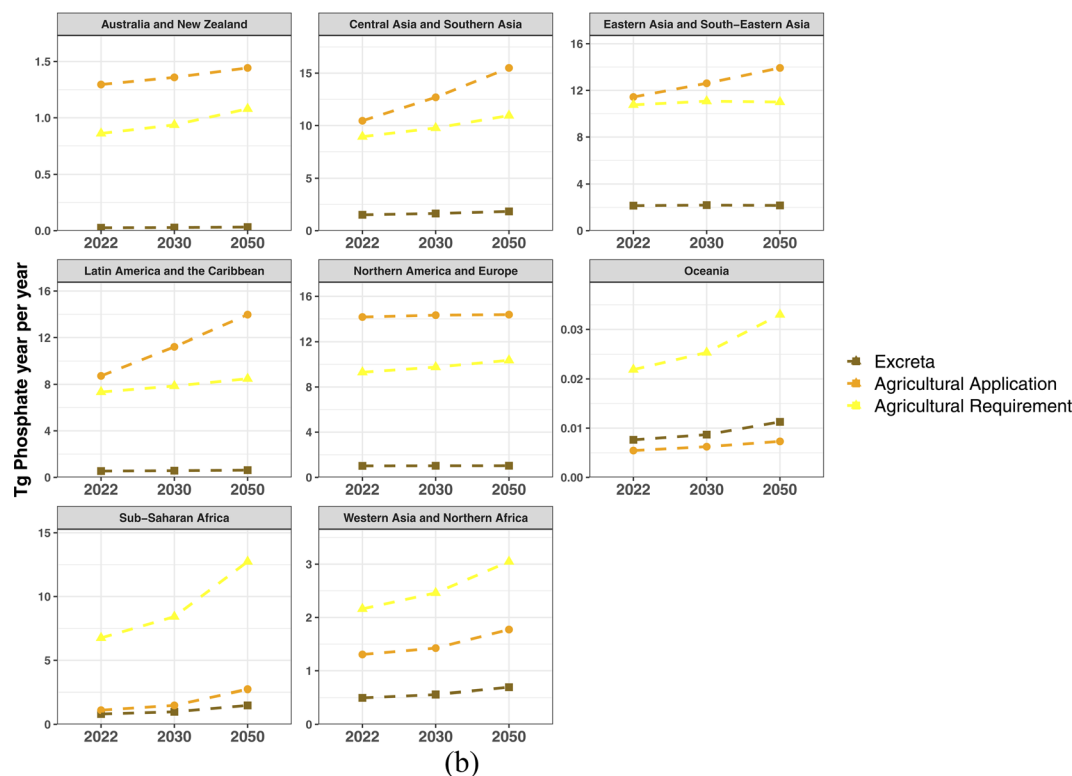 Australia and New Zealand
Central Asia and Southern Asia
Eastern Asia and South−Eastern Asia
1.5
1.0
0.5
0.0
2022 2030 2050
15
10
5
0
2022 2030 2050
16
12
8
4
0
2022 2030 2050
Tg Phosphate year per year
Latin America and the Caribbean
Northern America and Europe
Oceania
16
12
8
4
0
2022 2030 2050
16
12
8
4
0
2022 2030 2050
0.03
0.02
0.01
0.00
2022 2030 2050
Excreta
Agricultural Application
Agricultural Requirement
Sub−Saharan Africa
Western Asia and Northern Africa
15
10
5
0
2022 2030 2050
3
2
1
0
2022 2030 2050
(b)